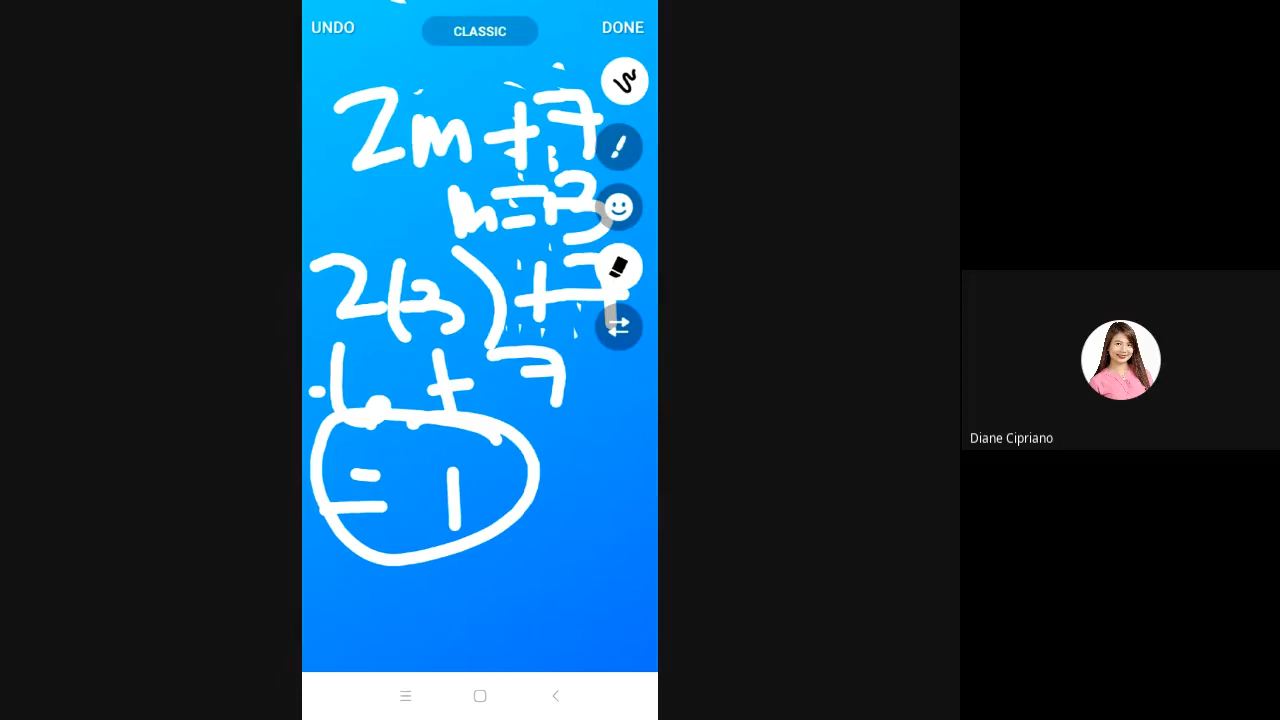 UNDO CLASSIC DONE
2m+7
m=-3
2(3)+7
-6+7
= 1
Diane Cipriano